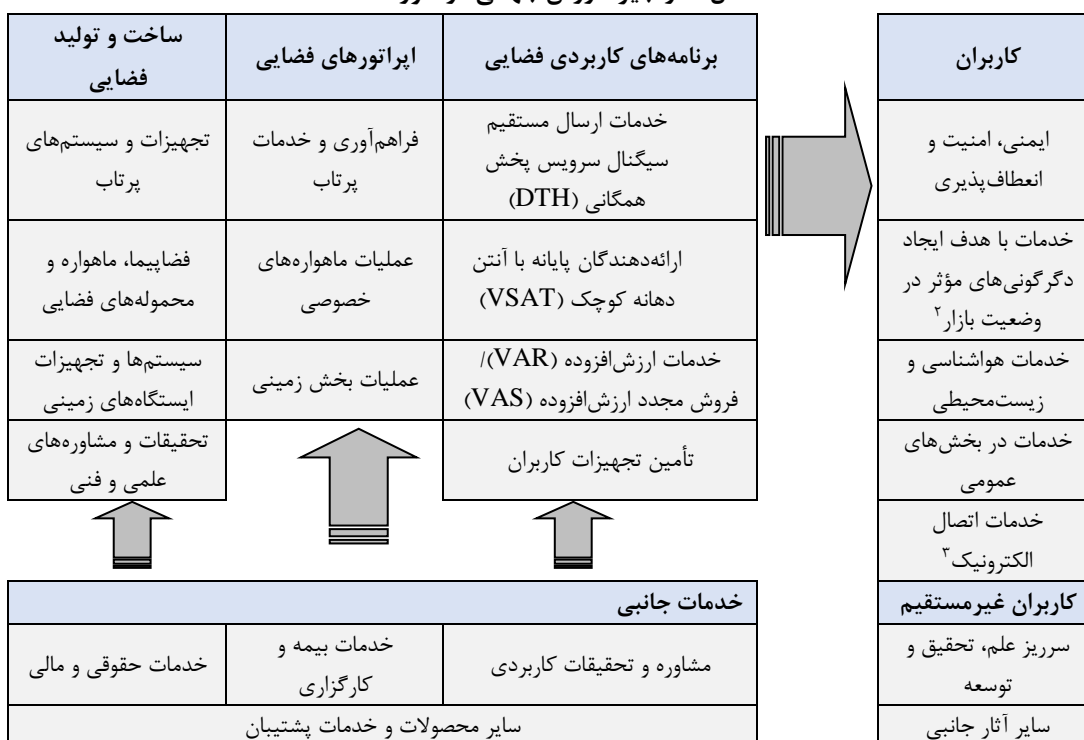 ساخت و تولید
فضایی
تجهیزات و سیستم‌های
پرتاب
فضاپیما، ماهواره و
محموله‌های فضایی
سیستم‌ها و تجهیزات
ایستگاه‌های زمینی
تحقیقات و مشاوره‌های
علمی و فنی
اپراتورهای فضایی
فراهم‌آوری و خدمات
پرتاب
عملیات ماهواره‌های
خصوصی
عملیات بخش زمینی
برنامه‌های کاربردی فضایی
خدمات ارسال مستقیم
سیگنال سرویس پخش
همگانی (DTH)
ارائه‌دهندگان پایانه با آنتن
دهانه کوچک (VSAT)
خدمات ارزش‌افزوده (VAR)/
فروش مجدد ارزش‌افزوده (VAS)
تأمین تجهیزات کاربران
کاربران
ایمنی، امنیت و
انعطاف‌پذیری
خدمات با هدف ایجاد
دگرگونی‌های مؤثر در
وضعیت بازار۲
خدمات هواشناسی و
زیست‌محیطی
خدمات در بخش‌های
عمومی
خدمات اتصال
الکترونیک۳
کاربران غیرمستقیم
سرریز علم، تحقیق و
توسعه
سایر آثار جانبی
خدمات جانبی
مشاوره و تحقیقات کاربردی
خدمات بیمه و
کارگزاری
خدمات حقوقی و مالی
سایر محصولات و خدمات پشتیبان